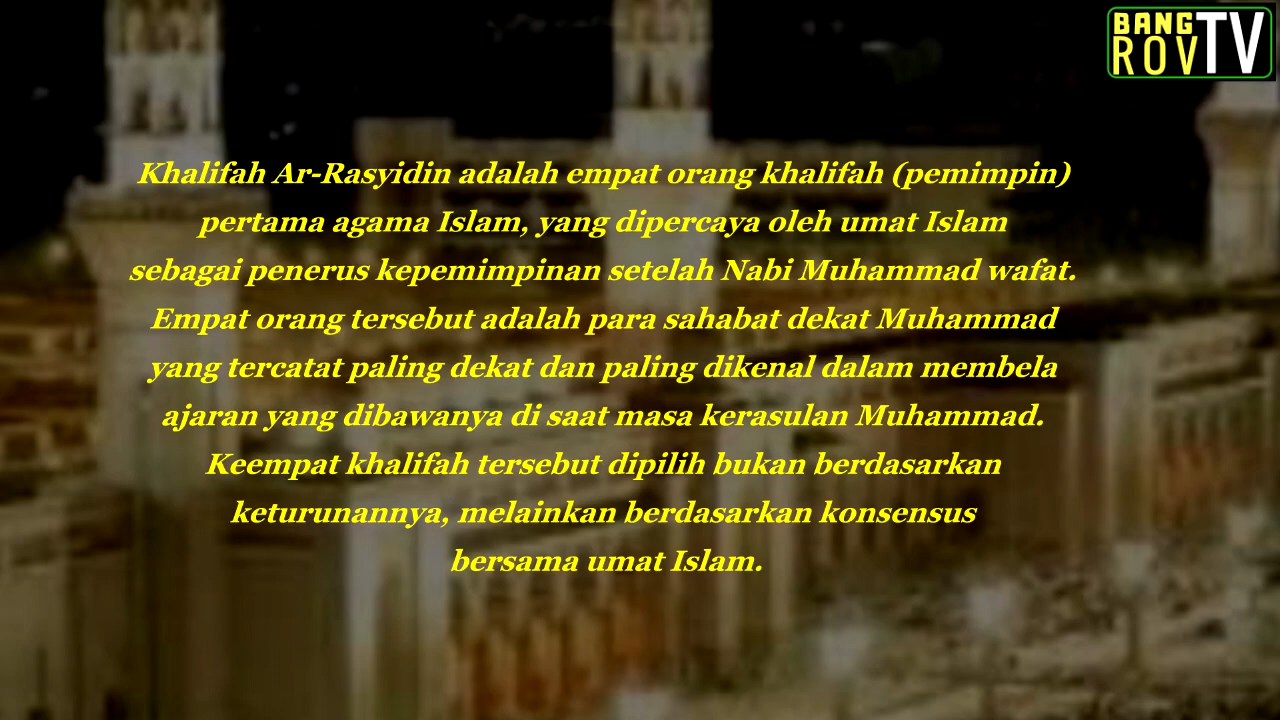 BANG
ROV TV
Khalifah Ar-Rasyidin adalah empat orang khalifah (pemimpin)
pertama agama Islam, yang dipercaya oleh umat Islam
sebagai penerus kepemimpinan setelah Nabi Muhammad wafat.
Empat orang tersebut adalah para sahabat dekat Muhammad
yang tercatat paling dekat dan paling dikenal dalam membela
ajaran yang dibawanya di saat masa kerasulan Muhammad.
Keempat khalifah tersebut dipilih bukan berdasarkan
keturunannya, melainkan berdasarkan konsensus
bersama umat Islam.